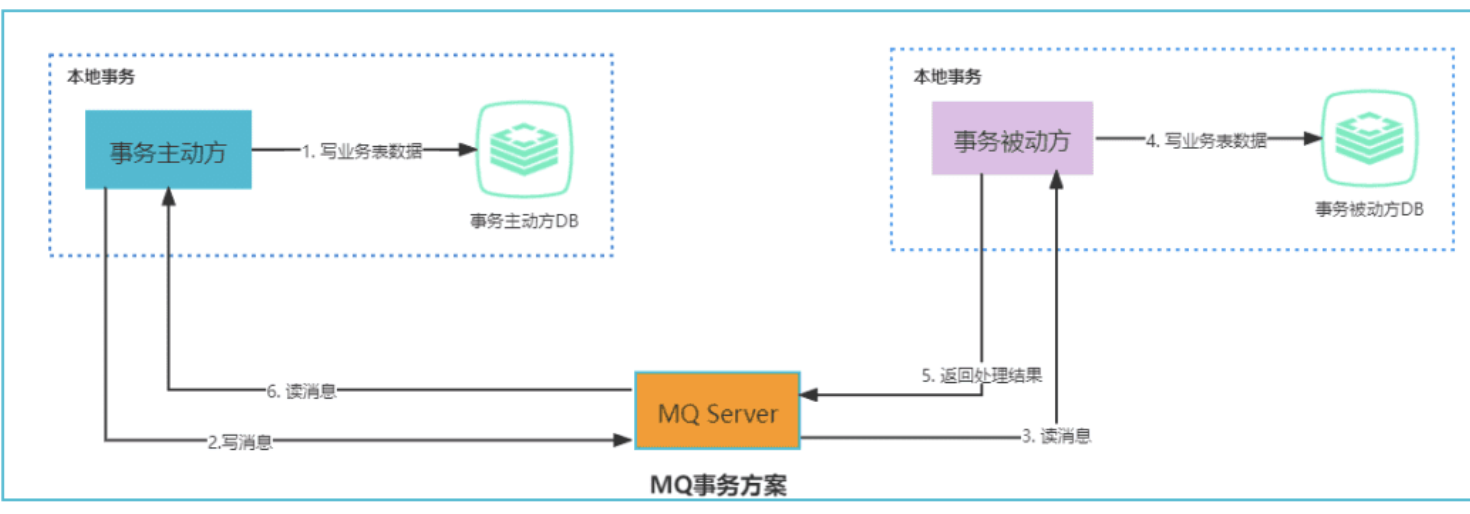 本地事务
事务主动方
1. 写业务表数据
事务主动方DB
本地事务
事务被动方
4. 写业务表数据
事务被动方DB
6. 读消息
2.写消息
MQ Server
5. 返回处理结果
3. 读消息
MQ事务方案